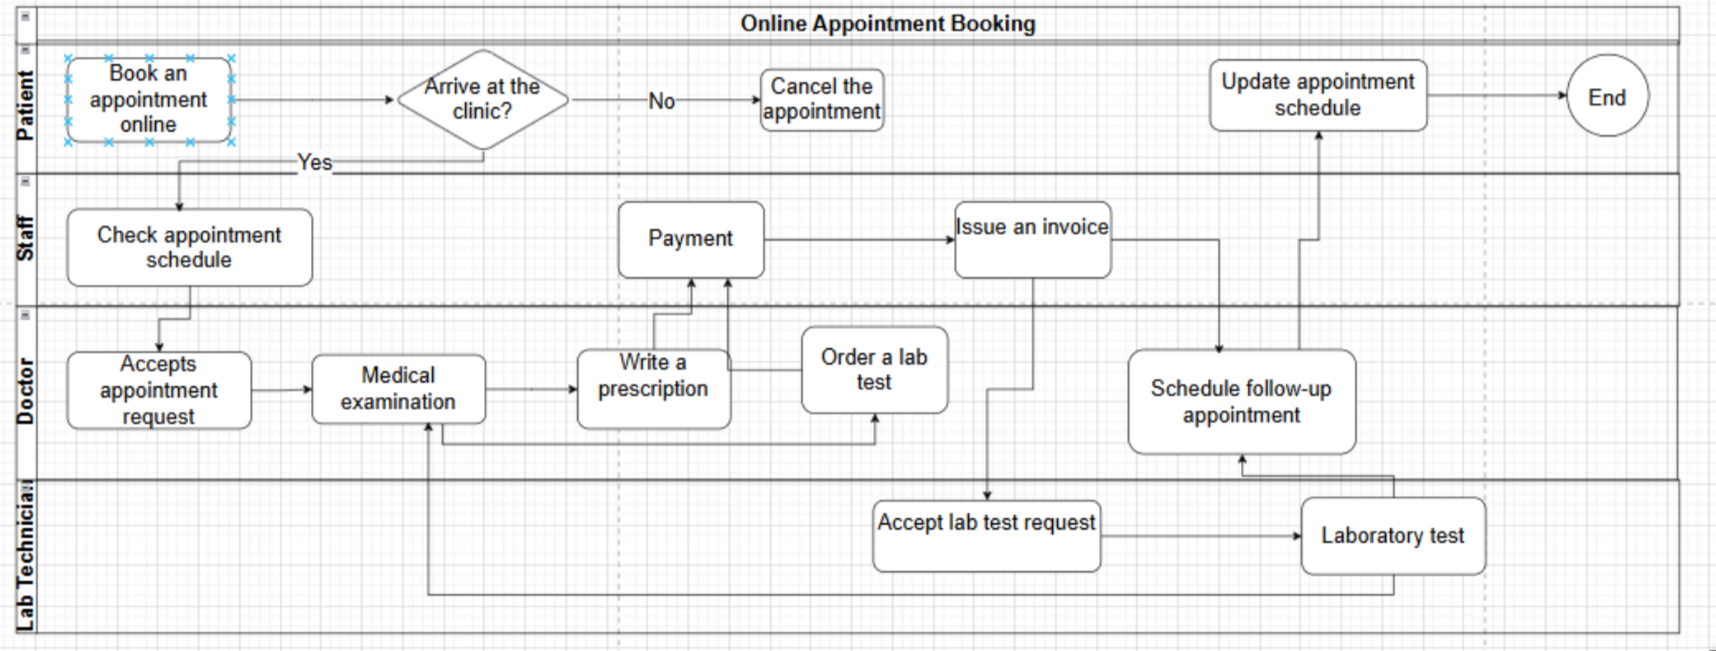 Online Appointment Booking
Patient
Book an
appointment
online
Arrive at the
clinic?
No
Cancel the
appointment
Update appointment
schedule
End
Yes
Staff
Check appointment
schedule
Payment
Issue an invoice
Doctor
Accepts
appointment
request
Medical
examination
Write a
prescription
Order a lab
test
Schedule follow-up
appointment
Lab Technician
Accept lab test request
Laboratory test